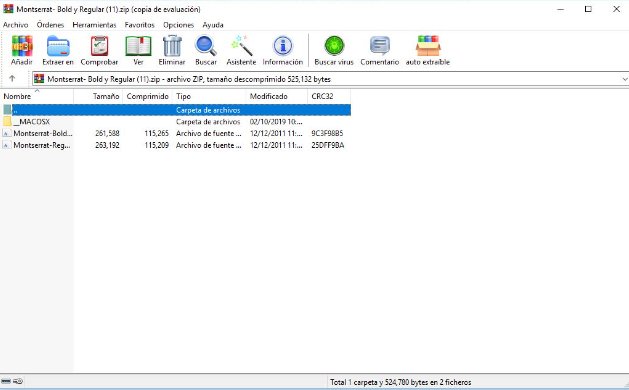 Montserrat- Bold y Regular (11).zip (copia de evaluación)
Archivo Órdenes Herramientas Favoritos Opciones Ayuda
Añadir Extraer en Comprobar Ver Eliminar Buscar Asistente Información Buscar virus Comentario auto extraíble
Montserrat- Bold y Regular (11).zip - archivo ZIP, tamaño descomprimido 525,132 bytes
Nombre Tamaño Comprimido Tipo Modificado CRC32
.. Carpeta de archivos
__MACOSX Carpeta de archivos 02/10/2019 10:...
Montserrat-Bold... 261,588 115,265 Archivo de fuente ... 12/12/2011 11:... 9C3F98B5
Montserrat-Reg... 263,192 115,209 Archivo de fuente ... 12/12/2011 11:... 25DFF9BA
Total 1 carpeta y 524,780 bytes en 2 ficheros